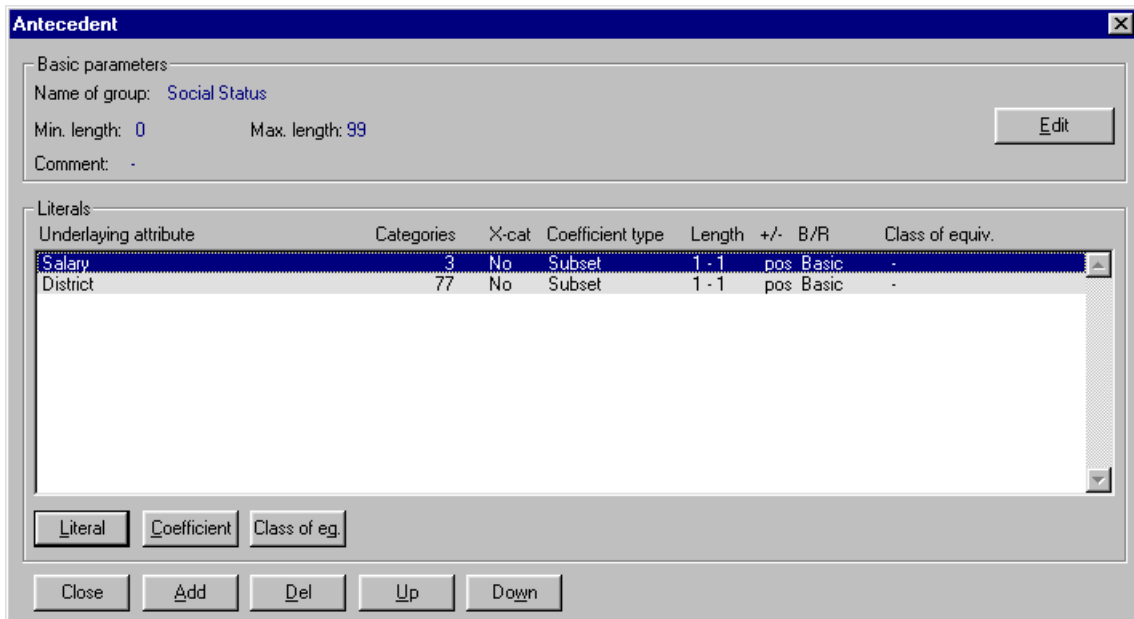 Antecedent
Basic parameters
Name of group: Social Status
Min. length: 0 Max. length: 99
Edit
Comment: -
Literals
Underlaying attribute Categories X-cat Coefficient type Length +/- B/R Class of equiv.
Salary 3 No Subset 1 - 1 pos Basic -
District 77 No Subset 1 - 1 pos Basic -
Literal Coefficient Class of eg.
Close Add Del Up Down